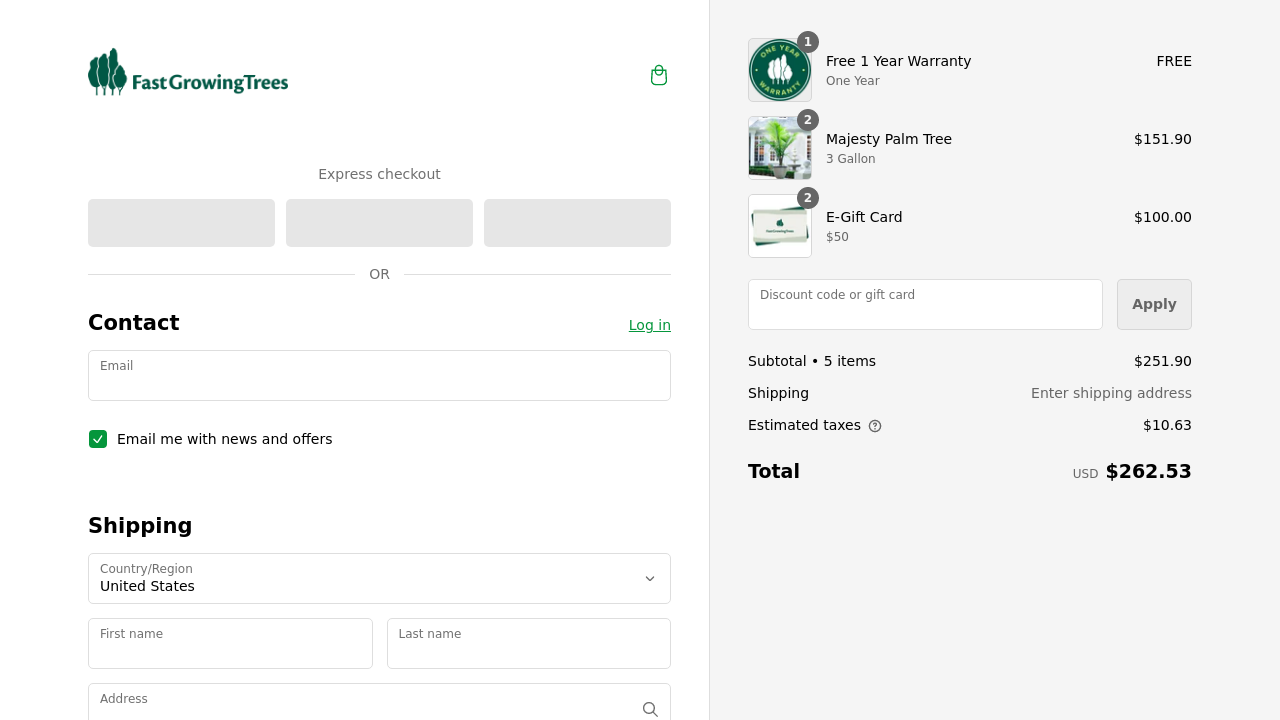 FastGrowingTrees
Express checkout
OR
Contact
Log in
Email
Email me with news and offers
Shipping
Country/Region
United States
First name
Last name
Address
ONE YEAR
WARRANTY
1
Free 1 Year Warranty
One Year
FREE
2
Majesty Palm Tree
3 Gallon
$151.90
FastGrowingTrees
2
E-Gift Card
$50
$100.00
Discount code or gift card
Apply
Subtotal • 5 items
$251.90
Shipping
Enter shipping address
Estimated taxes
$10.63
Total
USD $262.53